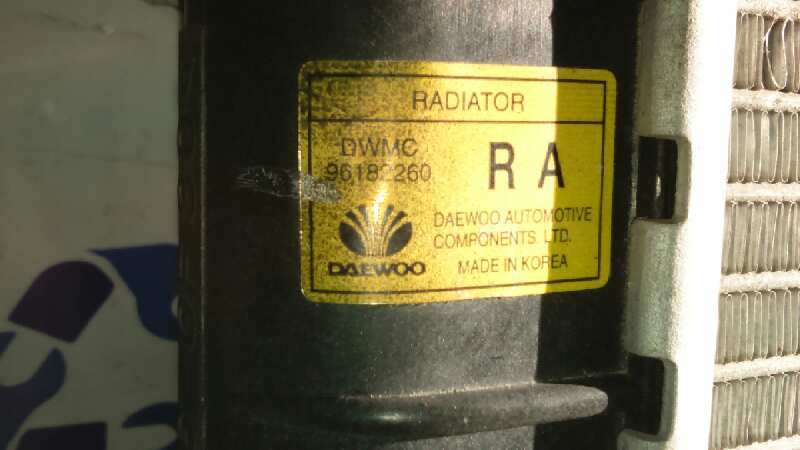 RADIATOR
DWMC
R A
DAEWOO AUTOMOTIVE
COMPONENTS. LTD.
DAEWOO
MADE IN KOREA